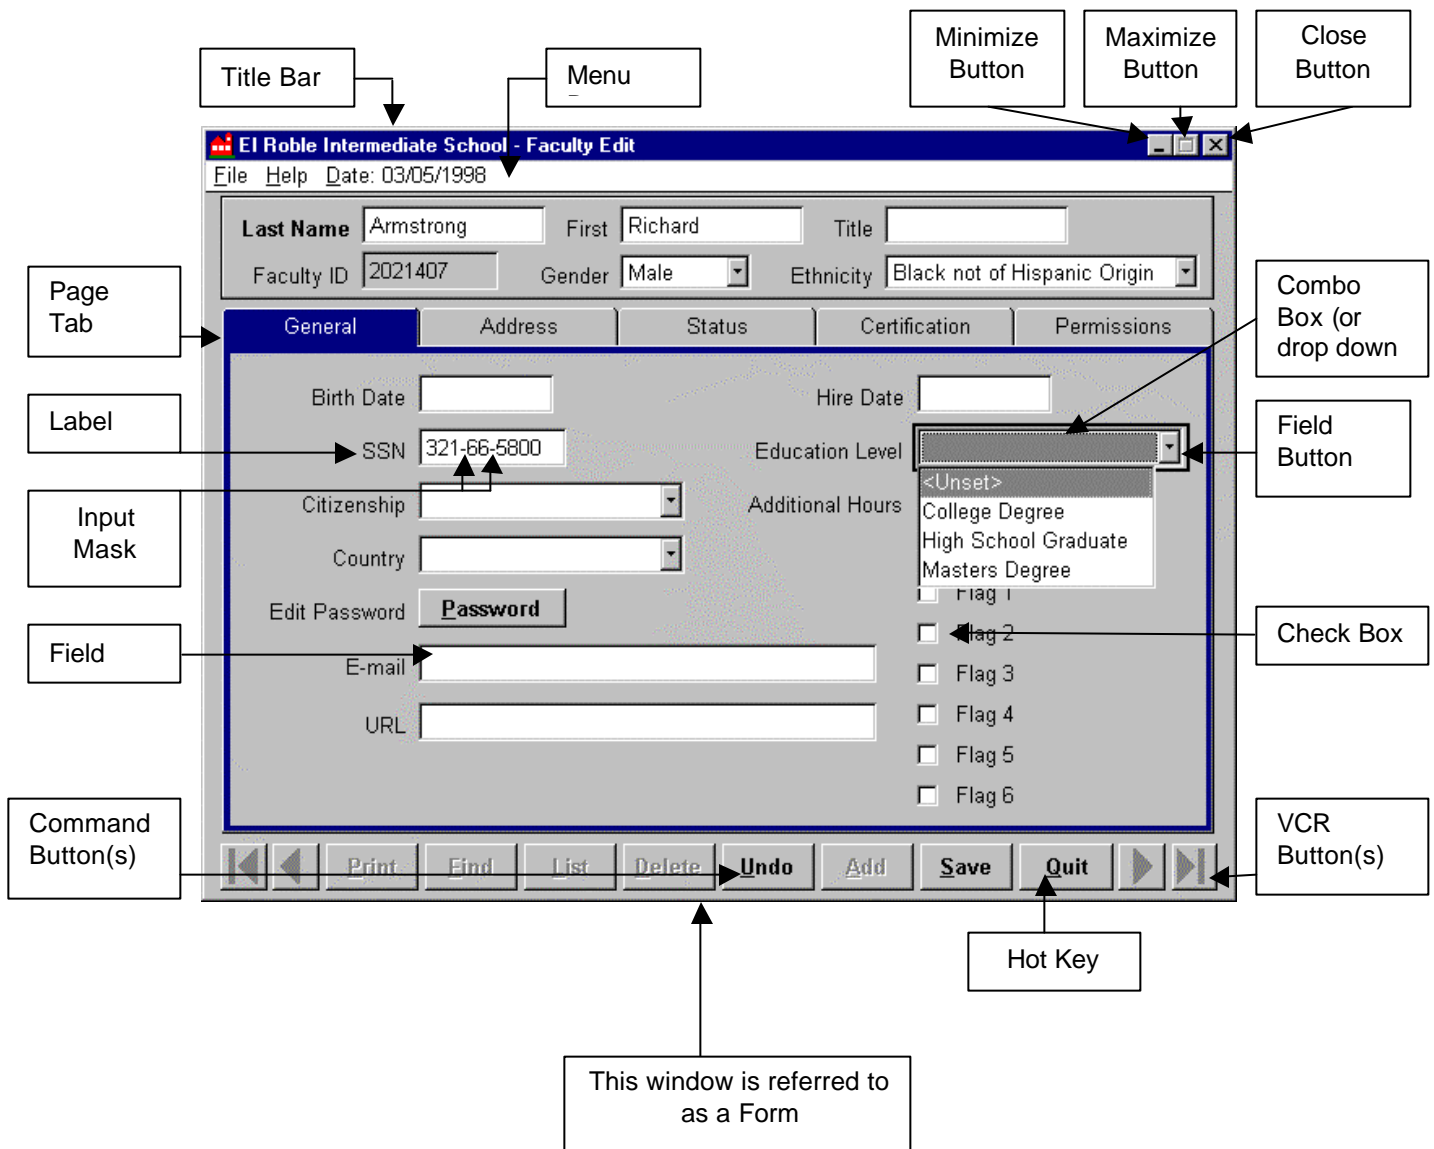 Minimize
Button
Maximize
Button
Close
Button
Title Bar
Menu
El Roble Intermediate School - Faculty Edit
File Help Date: 03/05/1998
Last Name Armstrong First Richard Title
Faculty ID 2021407 Gender Male Ethnicity Black not of Hispanic Origin
Page
Tab
General Address Status Certification Permissions
Combo
Box (or
drop down
Birth Date Hire Date
Label
SSN 321-66-5800 Education Level
Field
Button
<Unset>
Input
Mask
Citizenship Additional Hours
College Degree
High School Graduate
Masters Degree
Country
Flag 1
Edit Password Password
Flag 2
Check Box
Field
E-mail
Flag 3
URL
Flag 4
Flag 5
Flag 6
Command
Button(s)
VCR
Button(s)
Print Find List Delete Undo Add Save Quit
Hot Key
This window is referred to
as a Form